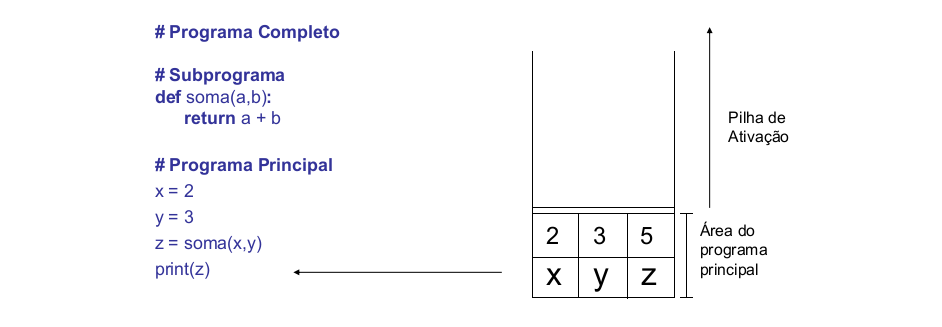 # Programa Completo
# Subprograma
def soma(a,b):
return a + b
# Programa Principal
x = 2
y = 3
z = soma(x,y)
print(z)
Pilha de
Ativação
2 3 5
x y z
Área do
programa
principal